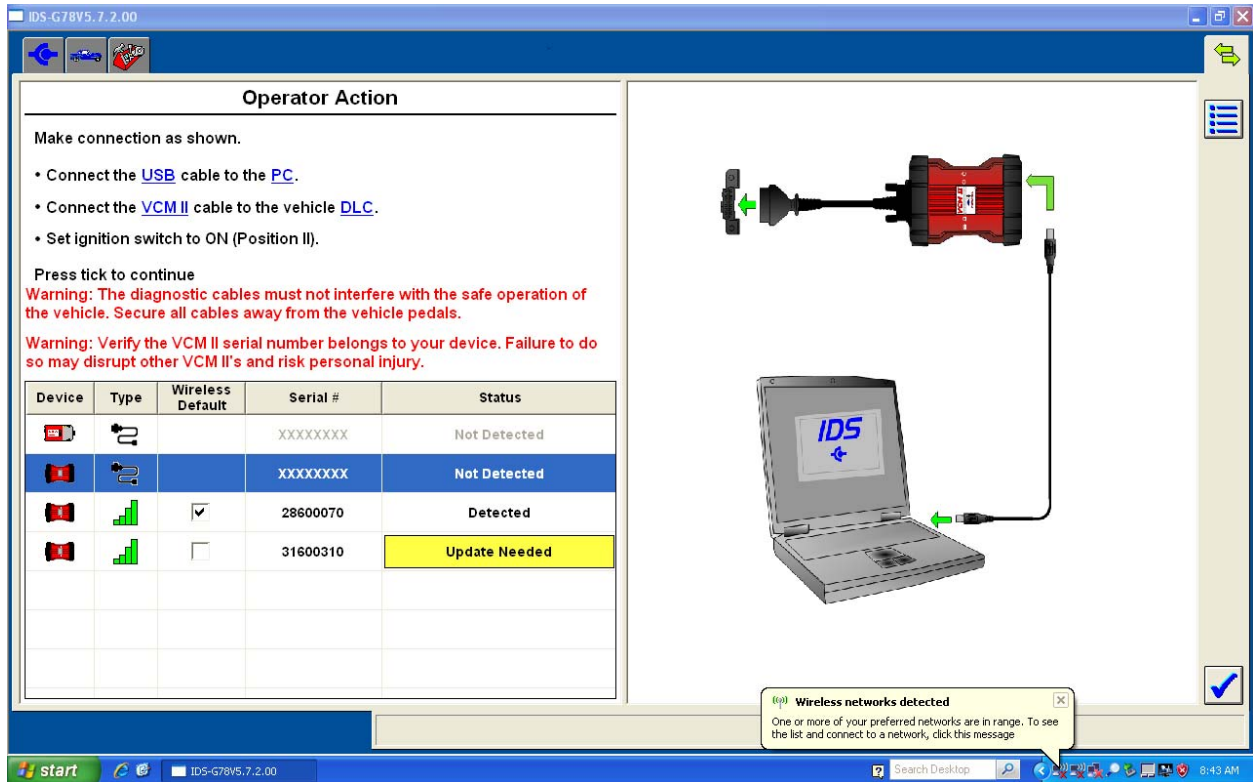 IDS-G78V5.7.2.00
Operator Action
Make connection as shown.
• Connect the USB cable to the PC.
• Connect the VCM II cable to the vehicle DLC.
• Set ignition switch to ON (Position II).
Press tick to continue
Warning: The diagnostic cables must not interfere with the safe operation of
the vehicle. Secure all cables away from the vehicle pedals.
Warning: Verify the VCM II serial number belongs to your device. Failure to do
so may disrupt other VCM II's and risk personal injury.
Device Type Wireless Default Serial # Status
XXXXXXXX Not Detected
XXXXXXXX Not Detected
28600070 Detected
31600310 Update Needed
VCM II
IDS
Wireless networks detected
One or more of your preferred networks are in range. To see
the list and connect to a network, click this message
start IDS-G78V5.7.2.00 Search Desktop 8:43 AM